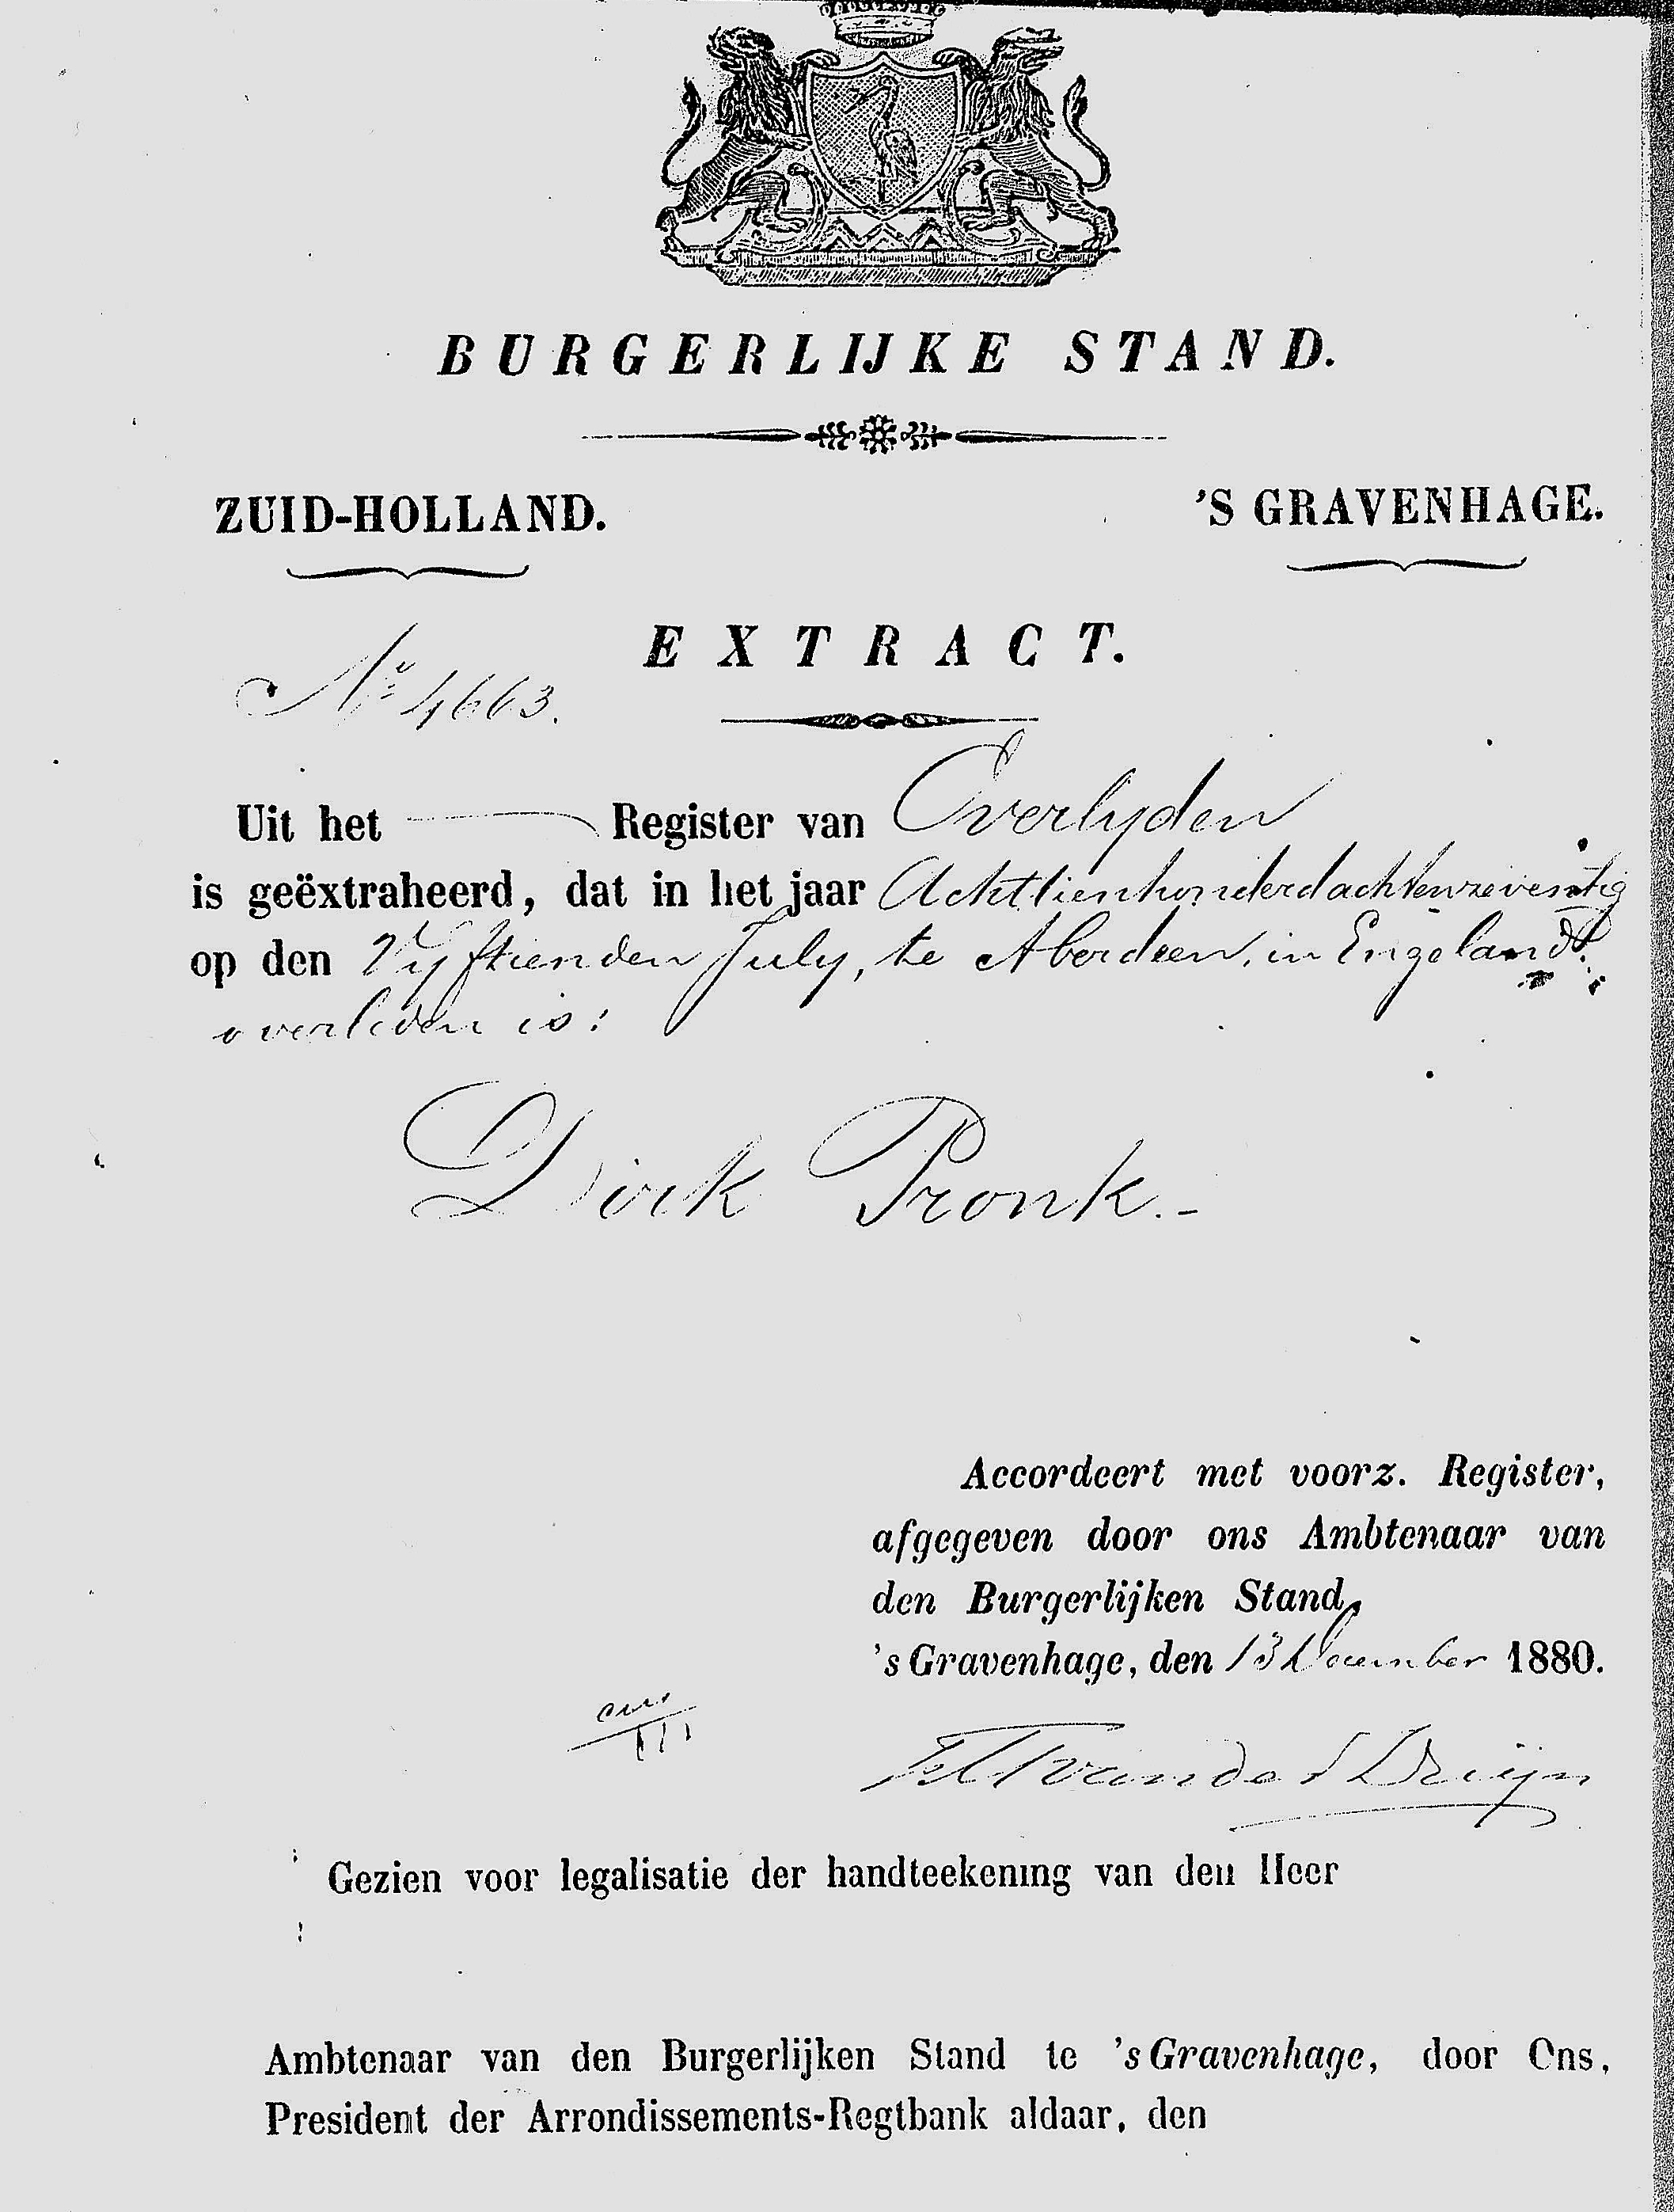 BURGERLIJKE STAND.
ZUID-HOLLAND. 'S GRAVENHAGE.
EXTRACT.
No 4663.
Uit het Register van Overlyden
is geëxtraheerd, dat in het jaar Achttienhonderdachtenzeventig
op den Vyftienden July, te Aberdeen, in Engeland
overleden is:
Dirk Pronk.-
Accordeert met voorz. Register,
afgegeven door ons Ambtenaar van
den Burgerlijken Stand,
's Gravenhage, den 13 December 1880.
Gezien voor legalisatie der handteekening van den Heer
Ambtenaar van den Burgerlijken Stand te 's Gravenhage, door Ons,
President der Arrondissements-Regtbank aldaar, den